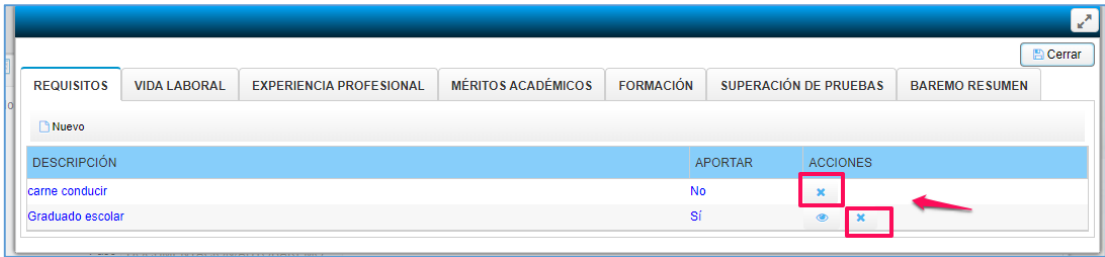 Cerrar
REQUISITOS VIDA LABORAL EXPERIENCIA PROFESIONAL MÉRITOS ACADÉMICOS FORMACIÓN SUPERACIÓN DE PRUEBAS BAREMO RESUMEN
Nuevo
DESCRIPCIÓN APORTAR ACCIONES
carne conducir No
Graduado escolar Sí